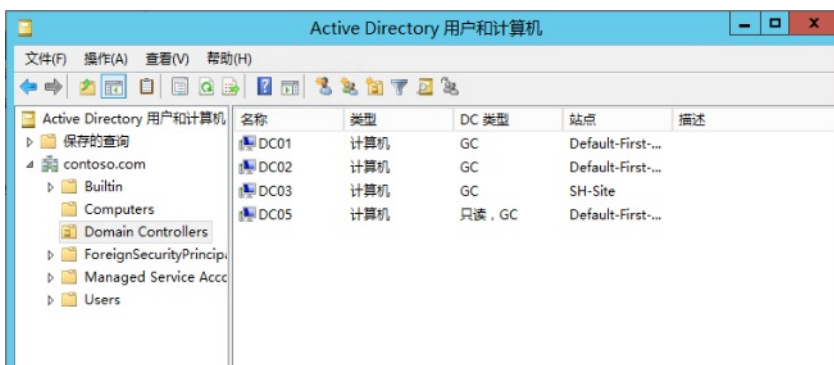 Active Directory 用户和计算机
文件(F) 操作(A) 查看(V) 帮助(H)
Active Directory 用户和计算机
保存的查询
contoso.com
Builtin
Computers
Domain Controllers
ForeignSecurityPrincip
Managed Service Acc
Users
名称 类型 DC 类型 站点 描述
DC01 计算机 GC Default-First-...
DC02 计算机 GC Default-First-...
DC03 计算机 GC SH-Site
DC05 计算机 只读，GC Default-First-...